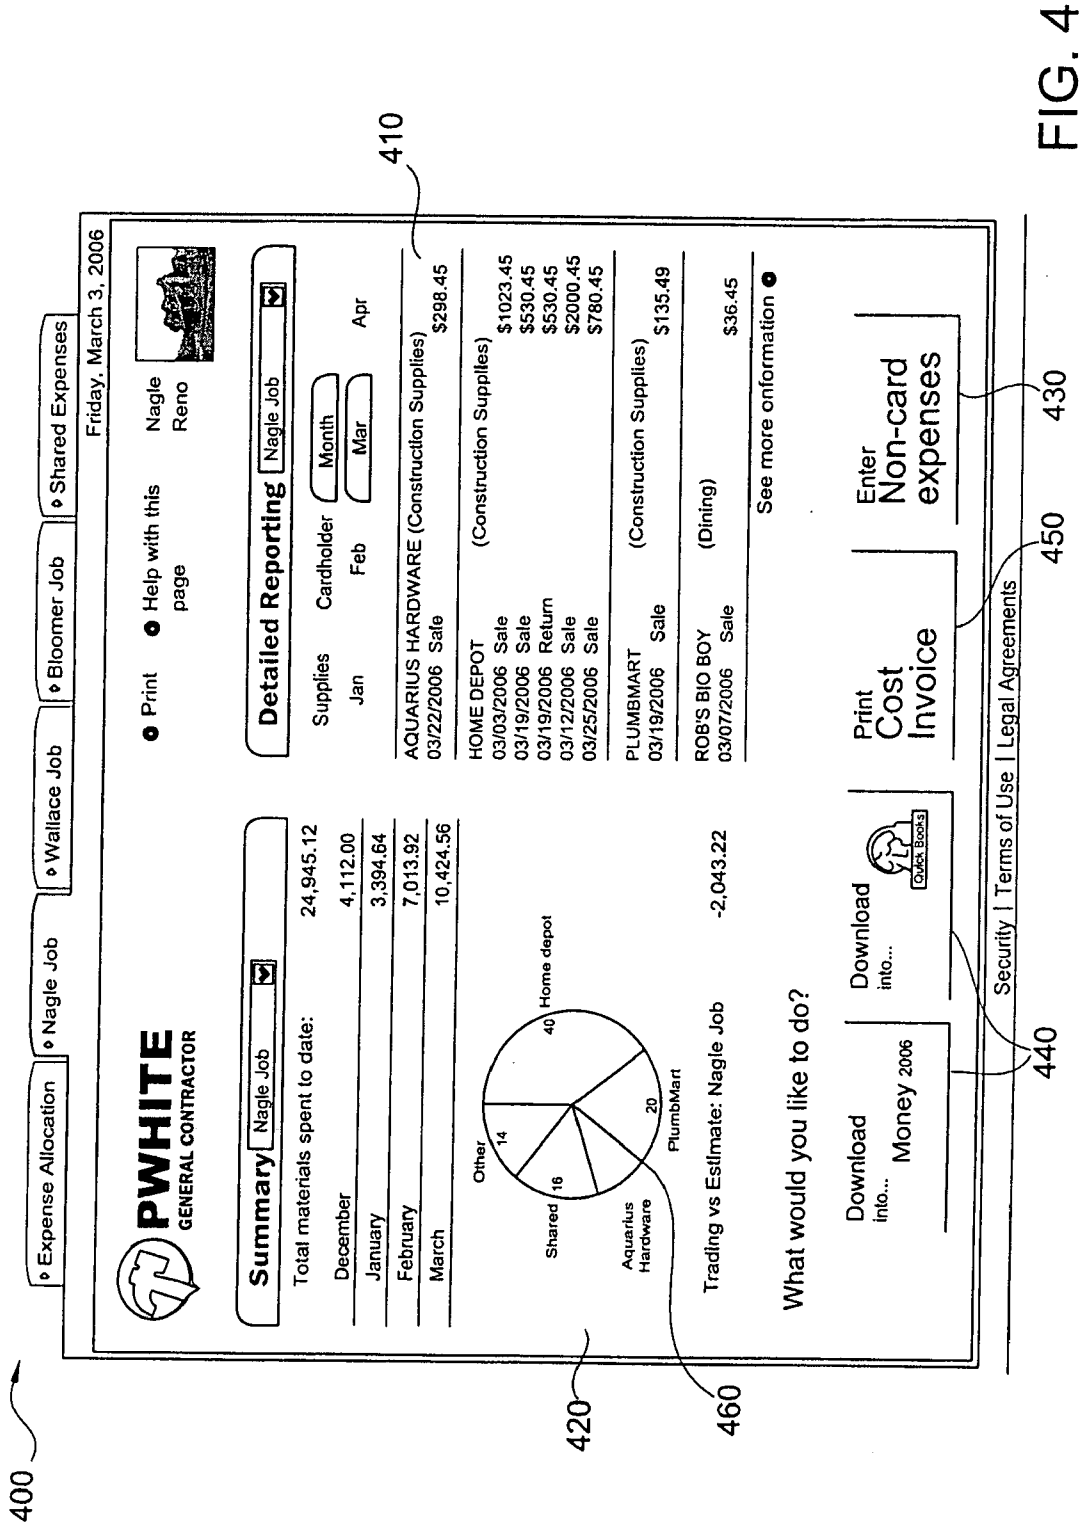 400
◊ Expense Allocation
◊ Nagle Job
◊ Wallace Job
◊ Bloomer Job
◊ Shared Expenses
Friday, March 3, 2006
PWHITE
GENERAL CONTRACTOR
Print
Help with this
page
Nagle
Reno
Summary Nagle Job
Total materials spent to date: 24,945.12
December 4,112.00
January 3,394.64
February 7,013.92
March 10,424.56
Other
14
40
Home depot
Shared
16
20
PlumbMart
Aquarius
Hardware
Trading vs Estimate: Nagle Job -2,043.22
Detailed Reporting Nagle Job
Supplies Cardholder Month
Jan Feb Mar Apr
AQUARIUS HARDWARE (Construction Supplies)
03/22/2006 Sale $298.45
HOME DEPOT (Construction Supplies)
03/03/2006 Sale $1023.45
03/19/2006 Sale $530.45
03/19/2006 Return $530.45
03/12/2006 Sale $2000.45
03/25/2006 Sale $780.45
PLUMBMART (Construction Supplies)
03/19/2006 Sale $135.49
ROB'S BIO BOY (Dining)
03/07/2006 Sale $36.45
See more onformation
What would you like to do?
Download
into...
Money 2006
Download
into...
Quick Books
Print
Cost
Invoice
Enter
Non-card
expenses
Security | Terms of Use | Legal Agreements
410
420
460
440
450
430
FIG. 4